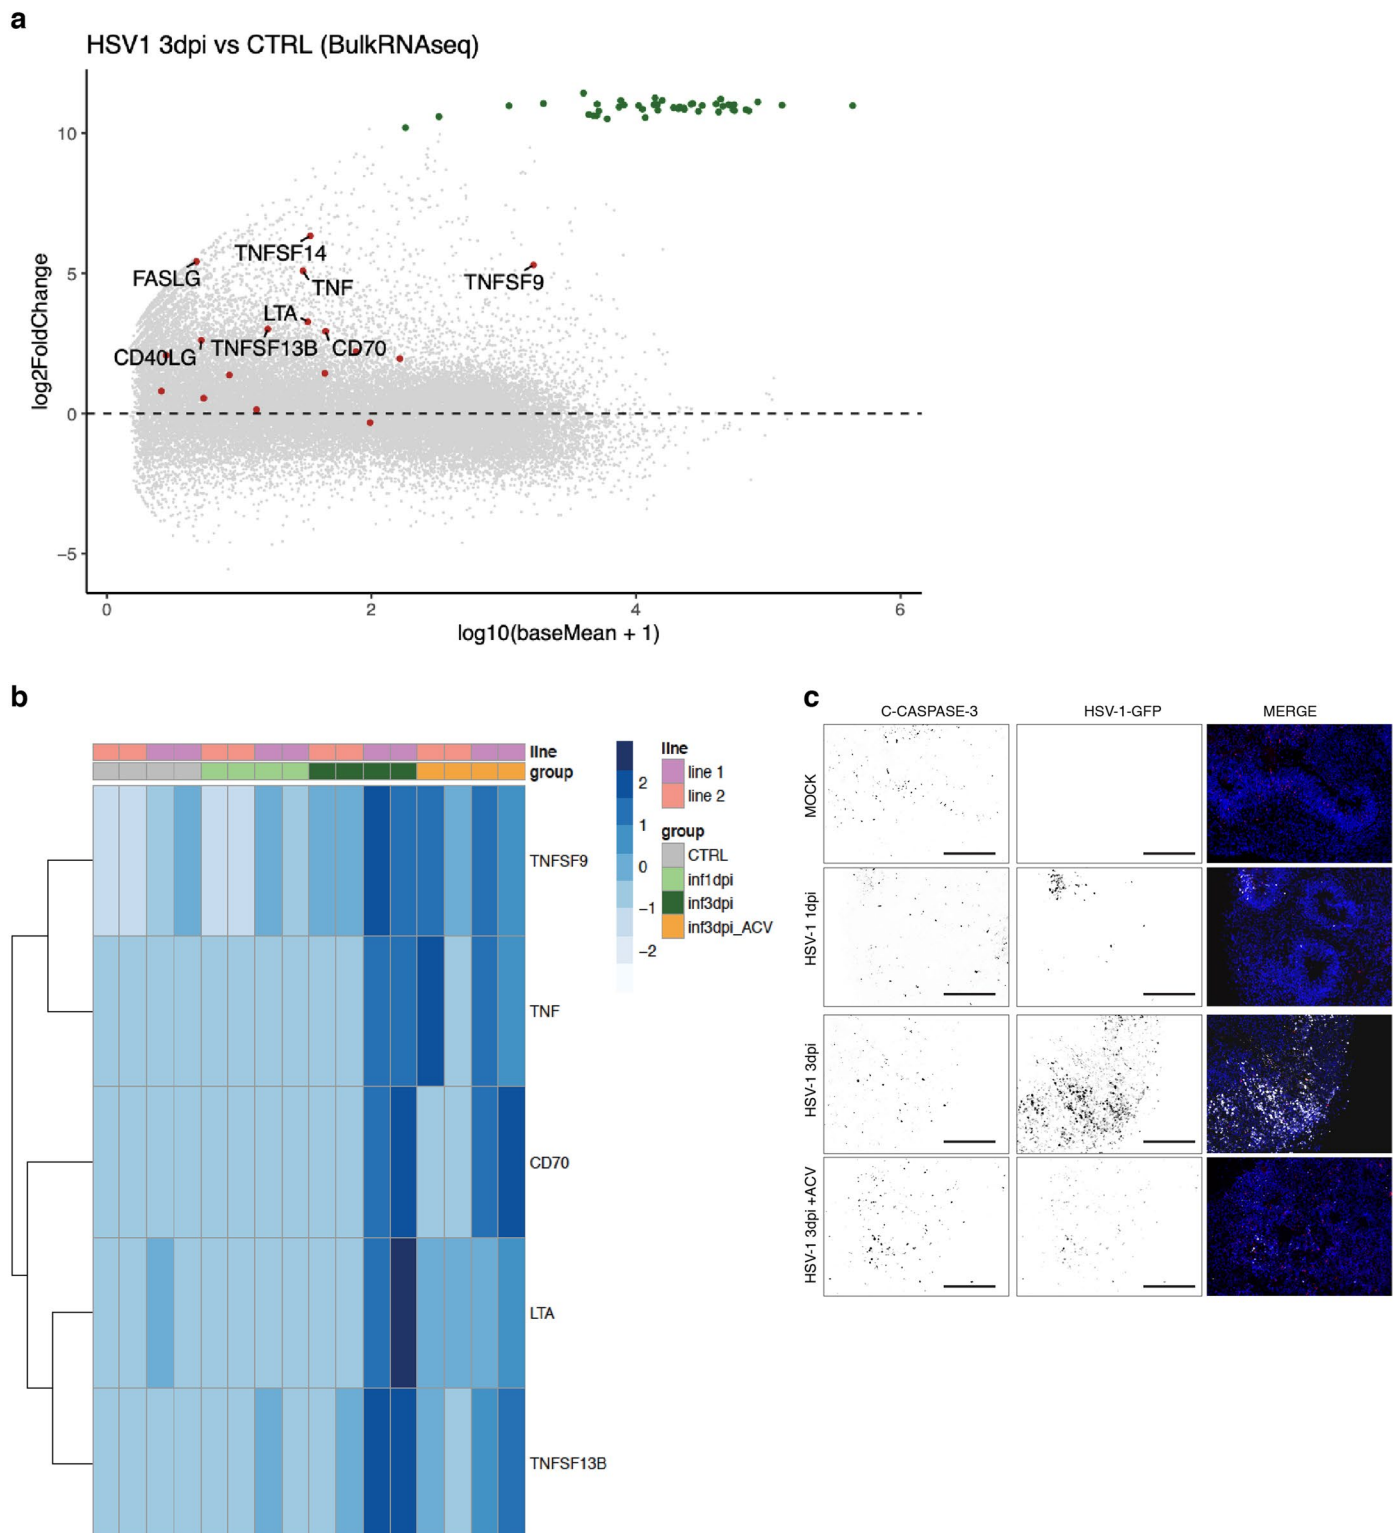 a
HSV1 3dpi vs CTRL (BulkRNAseq)
10
5
0
−5
log2FoldChange
TNFSF14
FASLG
TNF
TNFSF9
LTA
TNFSF13B
CD70
CD40LG
0
2
4
6
log10(baseMean + 1)
b
line
group
TNFSF9
TNF
CD70
LTA
TNFSF13B
2
1
0
−1
−2
line
line 1
line 2
group
CTRL
inf1dpi
inf3dpi
inf3dpi_ACV
c
C-CASPASE-3
HSV-1-GFP
MERGE
MOCK
HSV-1 1dpi
HSV-1 3dpi
HSV-1 3dpi +ACV